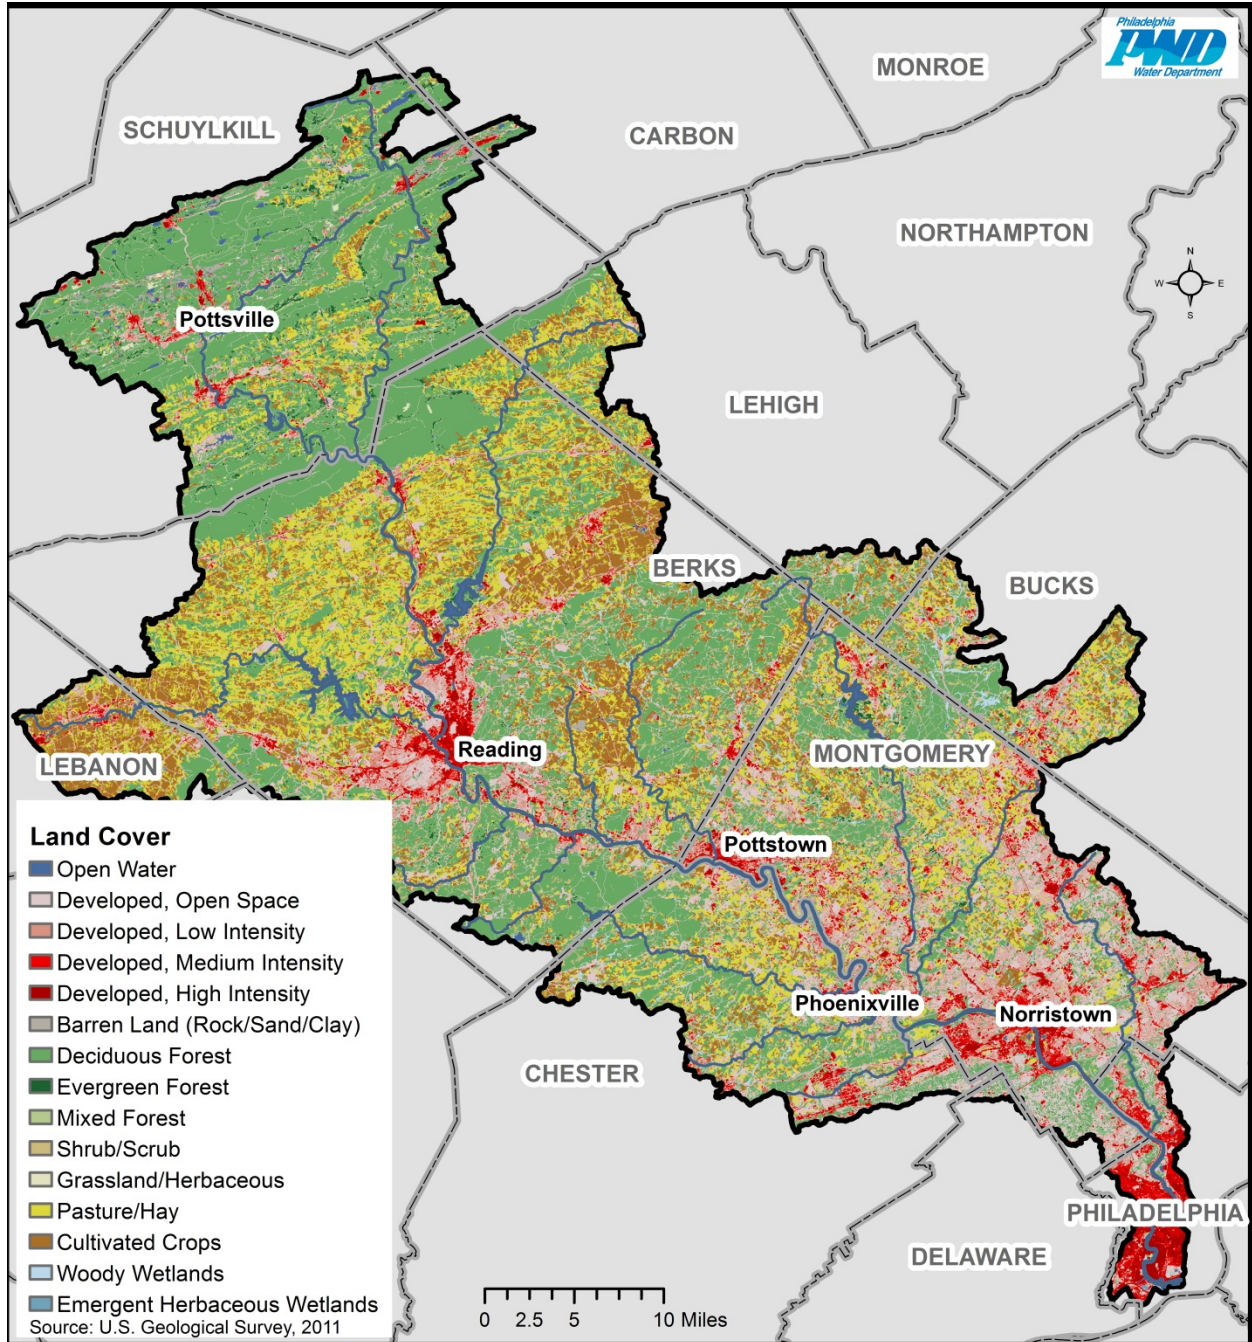 Philadelphia
PWD
Water Department
MONROE
SCHUYLKILL
CARBON
NORTHAMPTON
N
W E
S
Pottsville
LEHIGH
BERKS
BUCKS
Reading
MONTGOMERY
LEBANON
Pottstown
Phoenixville
Norristown
CHESTER
PHILADELPHIA
DELAWARE
Land Cover
Open Water
Developed, Open Space
Developed, Low Intensity
Developed, Medium Intensity
Developed, High Intensity
Barren Land (Rock/Sand/Clay)
Deciduous Forest
Evergreen Forest
Mixed Forest
Shrub/Scrub
Grassland/Herbaceous
Pasture/Hay
Cultivated Crops
Woody Wetlands
Emergent Herbaceous Wetlands
Source: U.S. Geological Survey, 2011
0 2.5 5 10 Miles